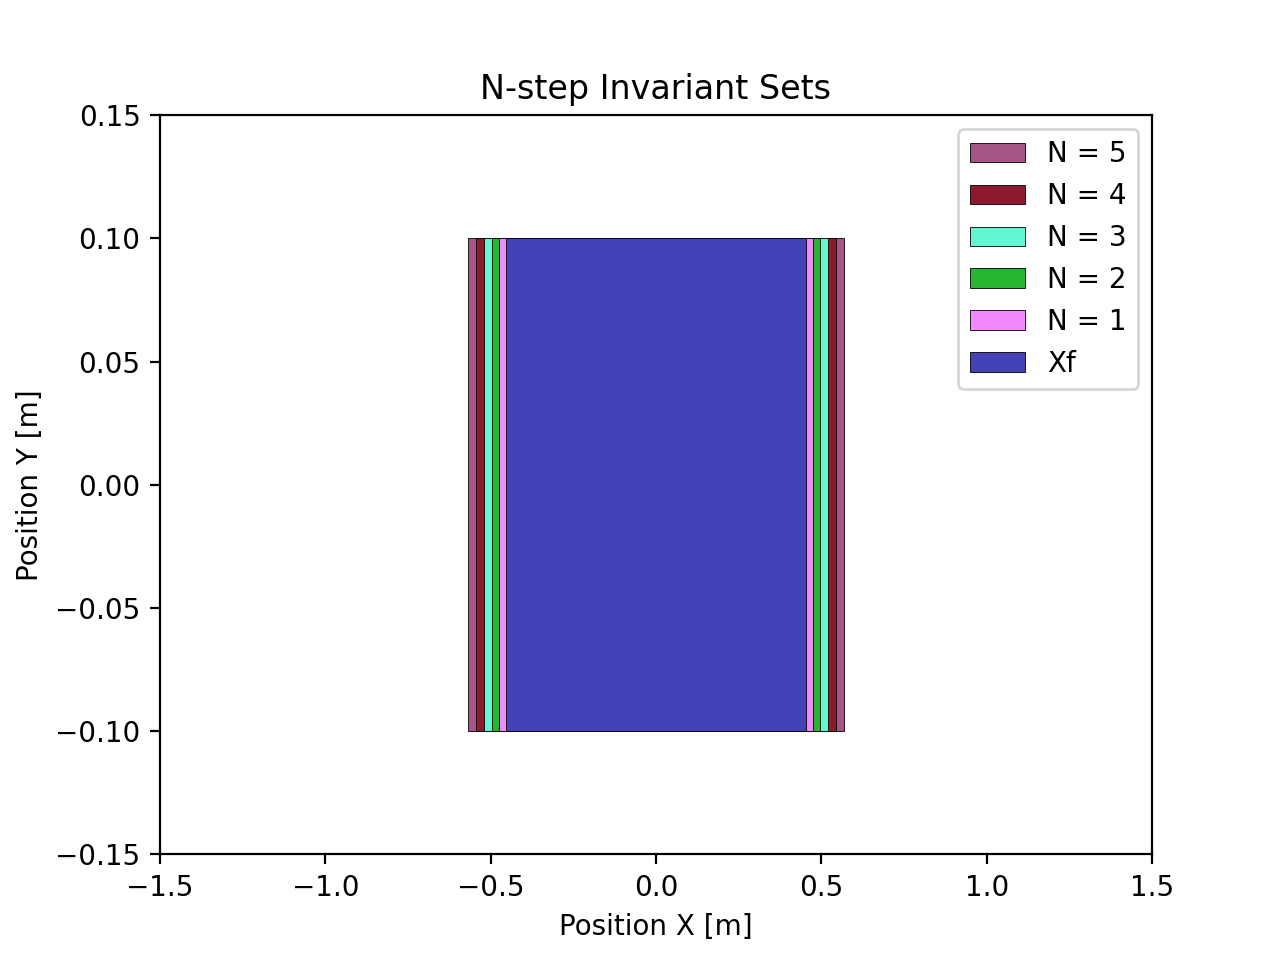 N-step Invariant Sets
0.15
0.10
0.05
0.00
−0.05
−0.10
−0.15
Position Y [m]
N = 5
N = 4
N = 3
N = 2
N = 1
Xf
−1.5 −1.0 −0.5 0.0 0.5 1.0 1.5
Position X [m]